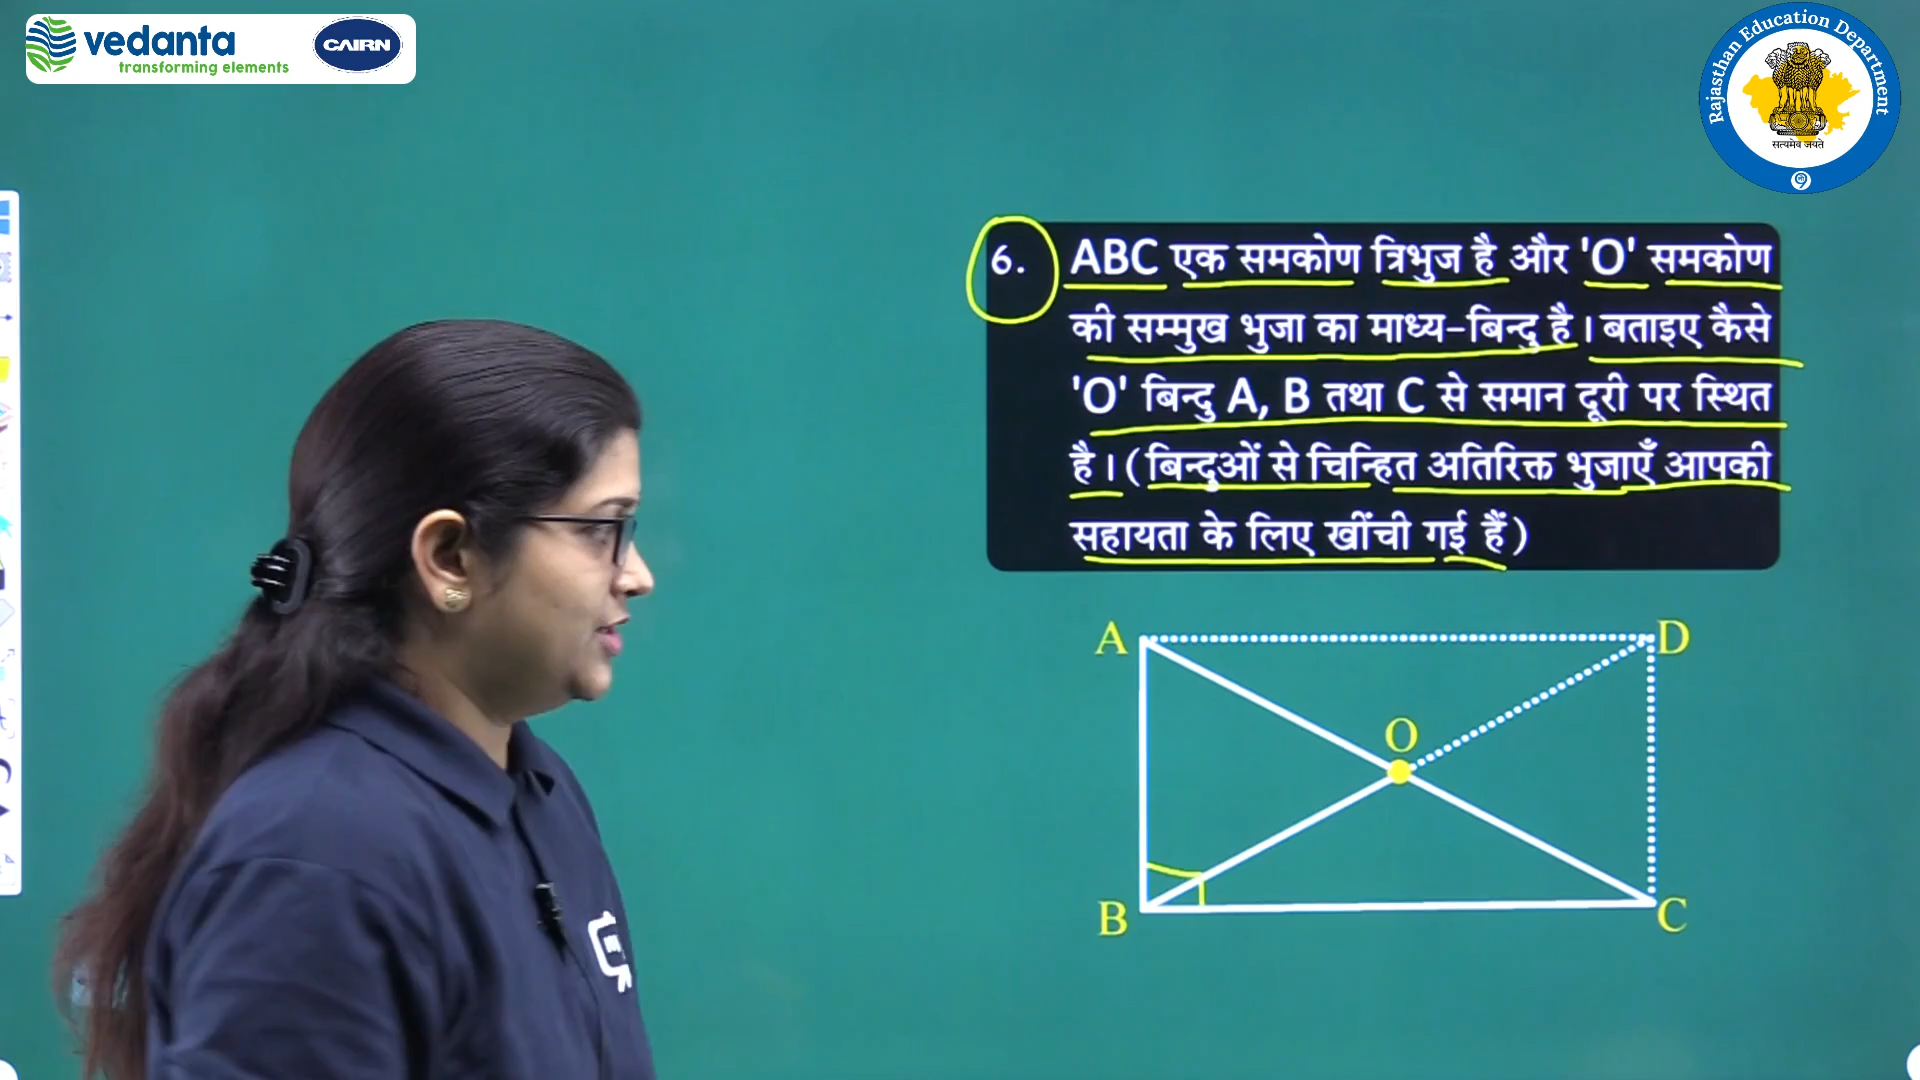 vedanta
transforming elements
CAIRN
Rajasthan Education Department
सत्यमेव जयते
6. ABC एक समकोण त्रिभुज है और 'O' समकोण
की सम्मुख भुजा का माध्य-बिन्दु है। बताइए कैसे
'O' बिन्दु A, B तथा C से समान दूरी पर स्थित
है। (बिन्दुओं से चिन्हित अतिरिक्त भुजाएँ आपकी
सहायता के लिए खींची गई हैं)
A
D
O
B
C